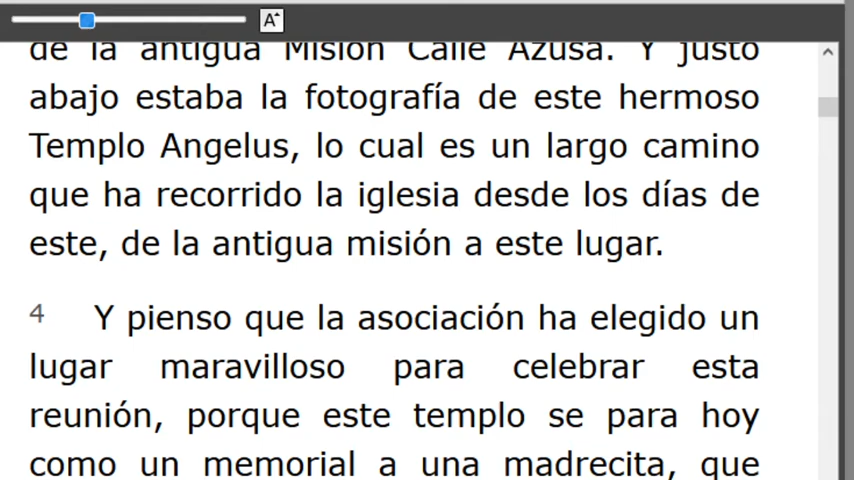 A
de la antigua Misión Calle Azusa. Y justo
abajo estaba la fotografía de este hermoso
Templo Angelus, lo cual es un largo camino
que ha recorrido la iglesia desde los días de
este, de la antigua misión a este lugar.
4 Y pienso que la asociación ha elegido un
lugar maravilloso para celebrar esta
reunión, porque este templo se para hoy
como un memorial a una madrecita, que